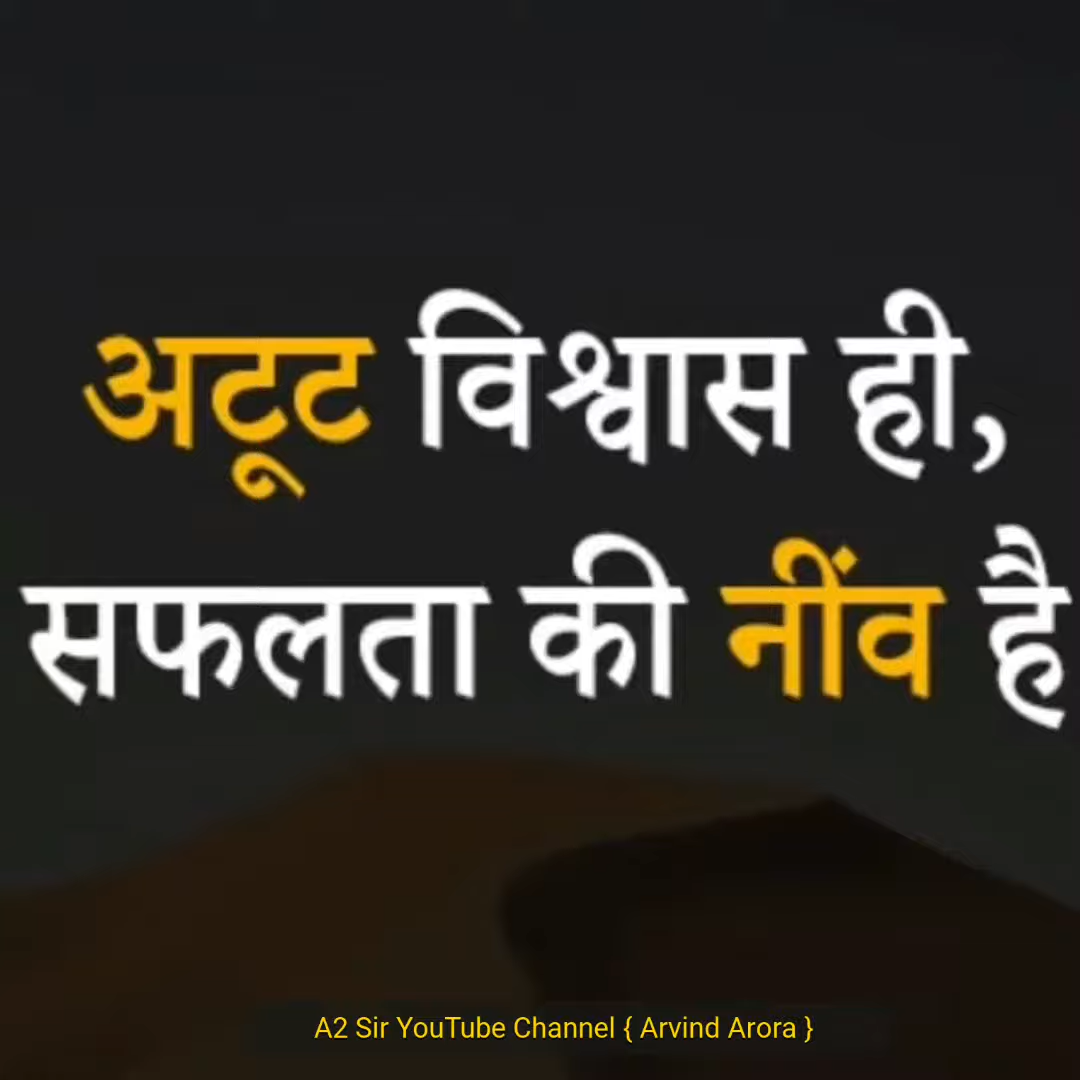 अटूट विश्वास ही,
सफलता की नींव है
A2 Sir YouTube Channel { Arvind Arora }